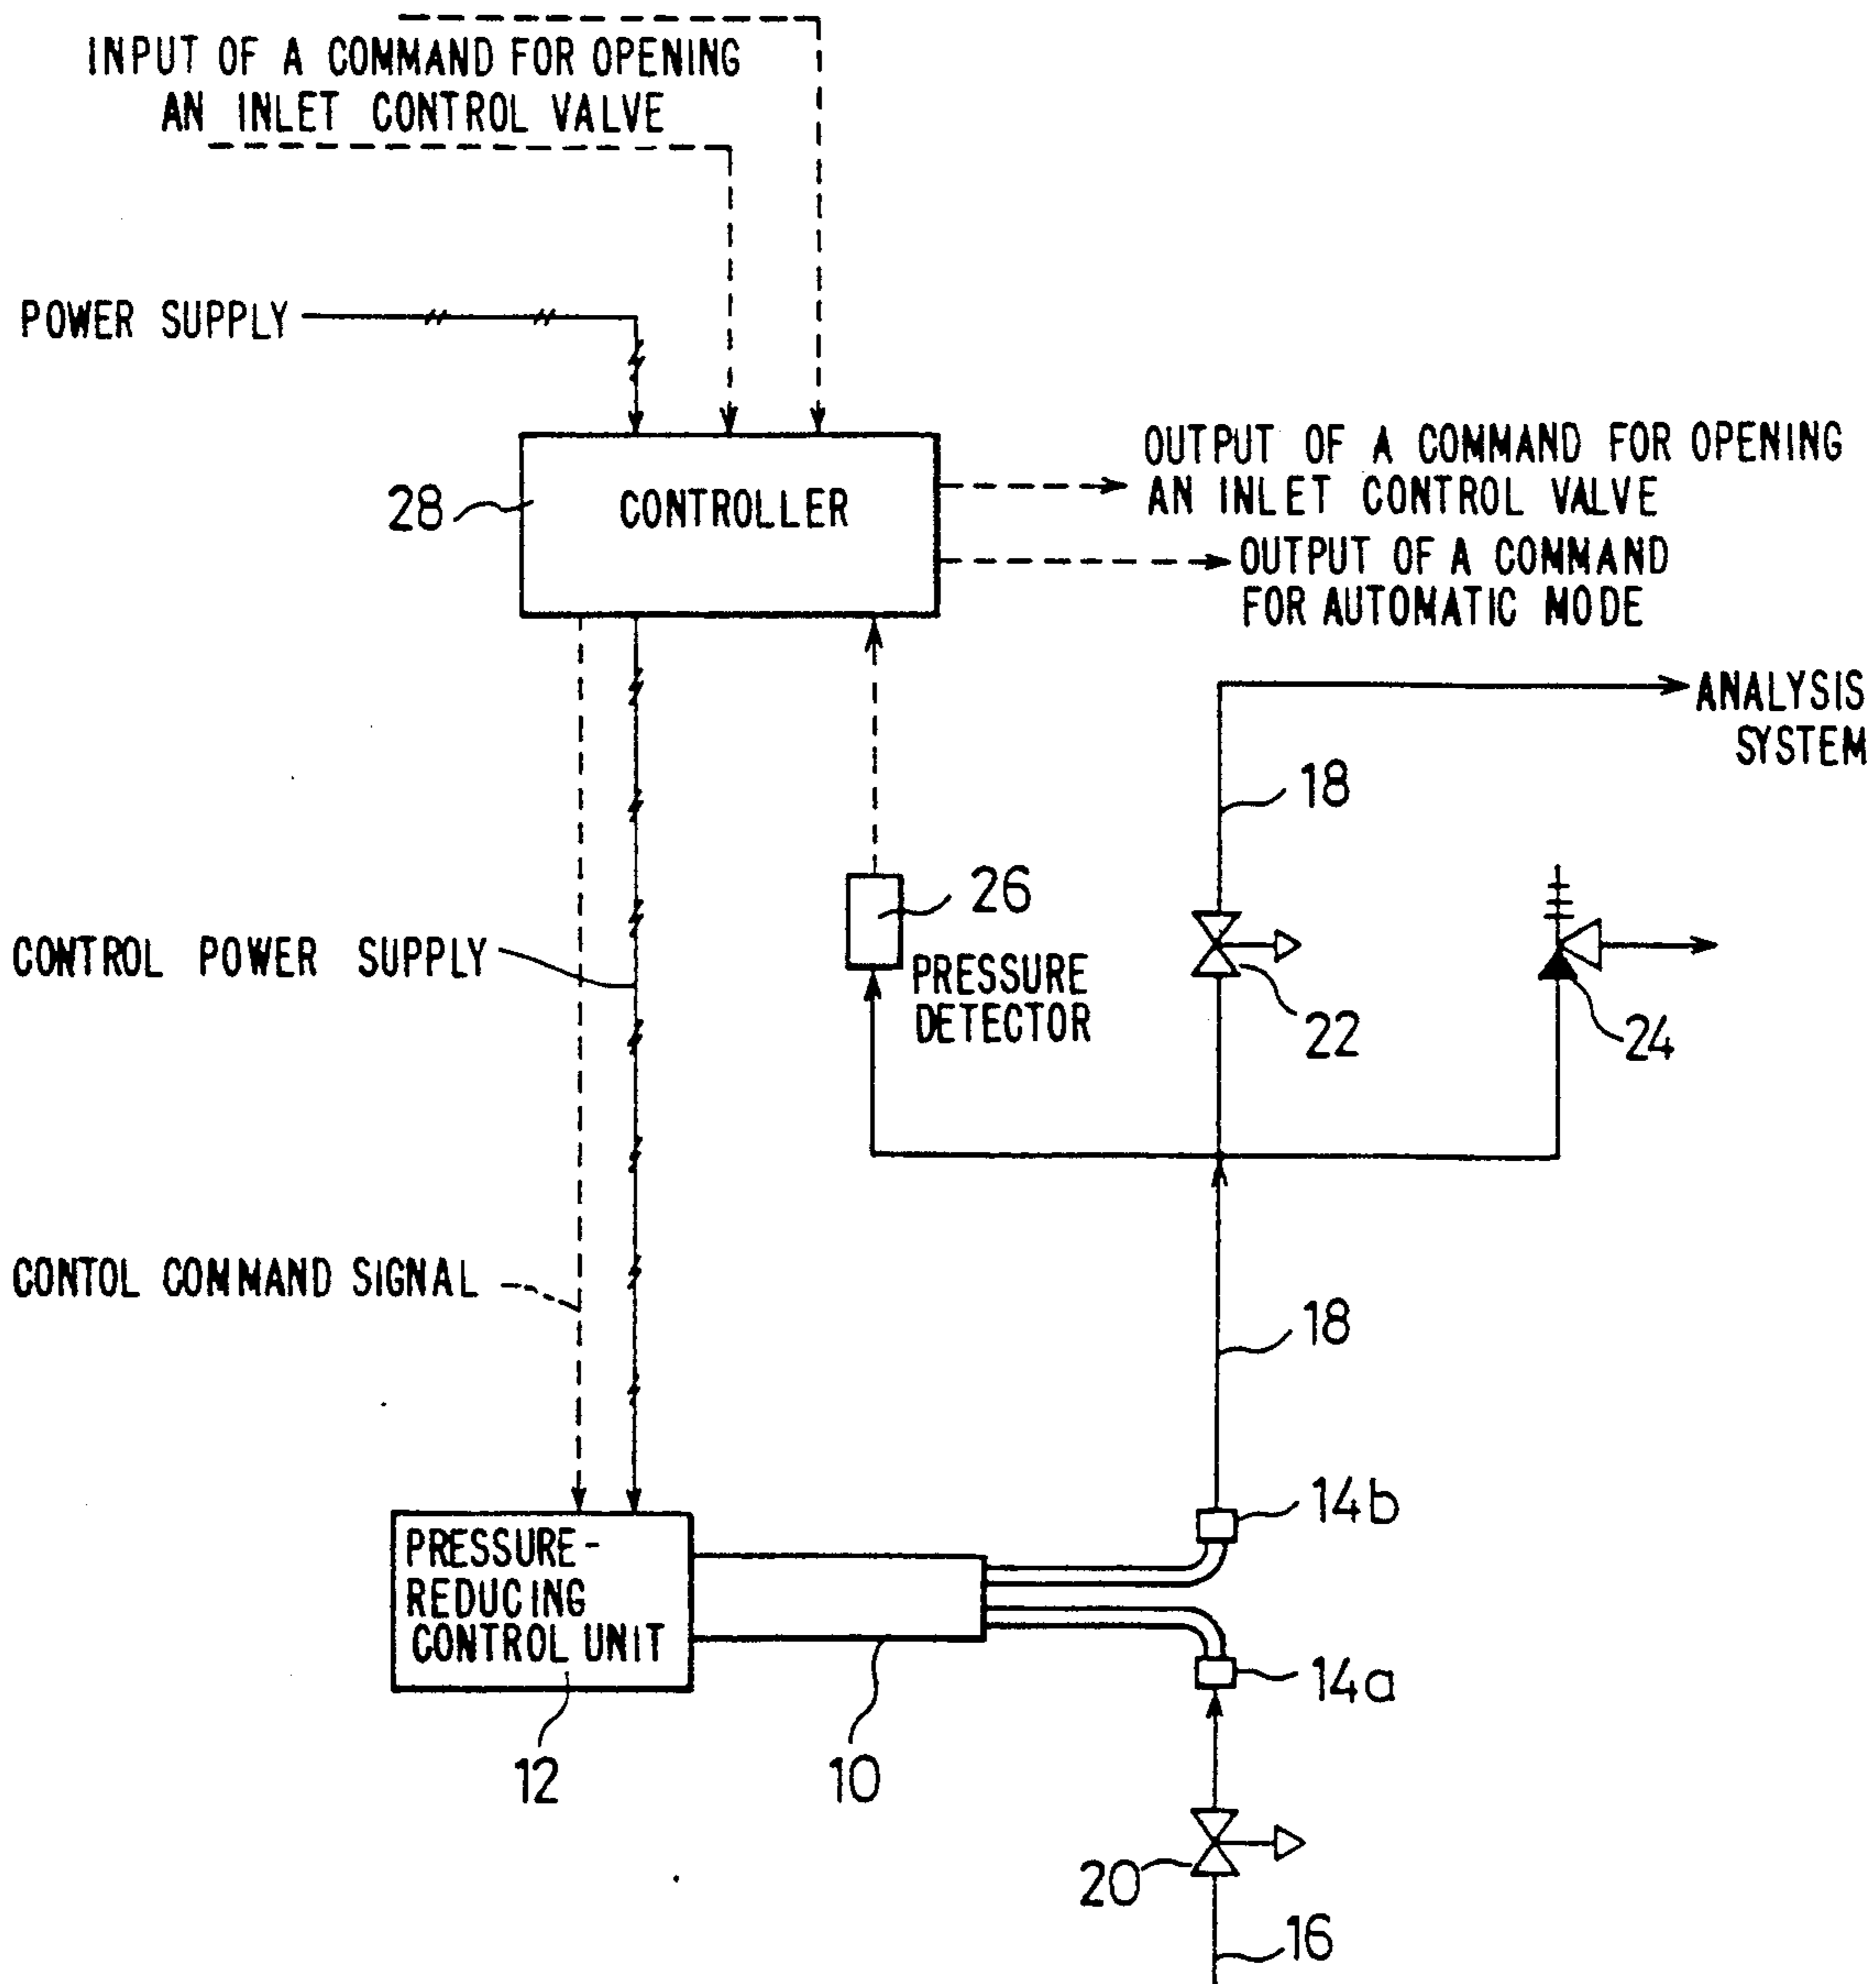 INPUT OF A COMMAND FOR OPENING
AN INLET CONTROL VALVE
POWER SUPPLY
28
CONTROLLER
OUTPUT OF A COMMAND FOR OPENING
AN INLET CONTROL VALVE
OUTPUT OF A COMMAND
FOR AUTOMATIC MODE
ANALYSIS
SYSTEM
18
26
PRESSURE
DETECTOR
22
24
CONTROL POWER SUPPLY
CONTOL COMMAND SIGNAL
18
14b
PRESSURE-
REDUCING
CONTROL UNIT
14a
12
10
20
16